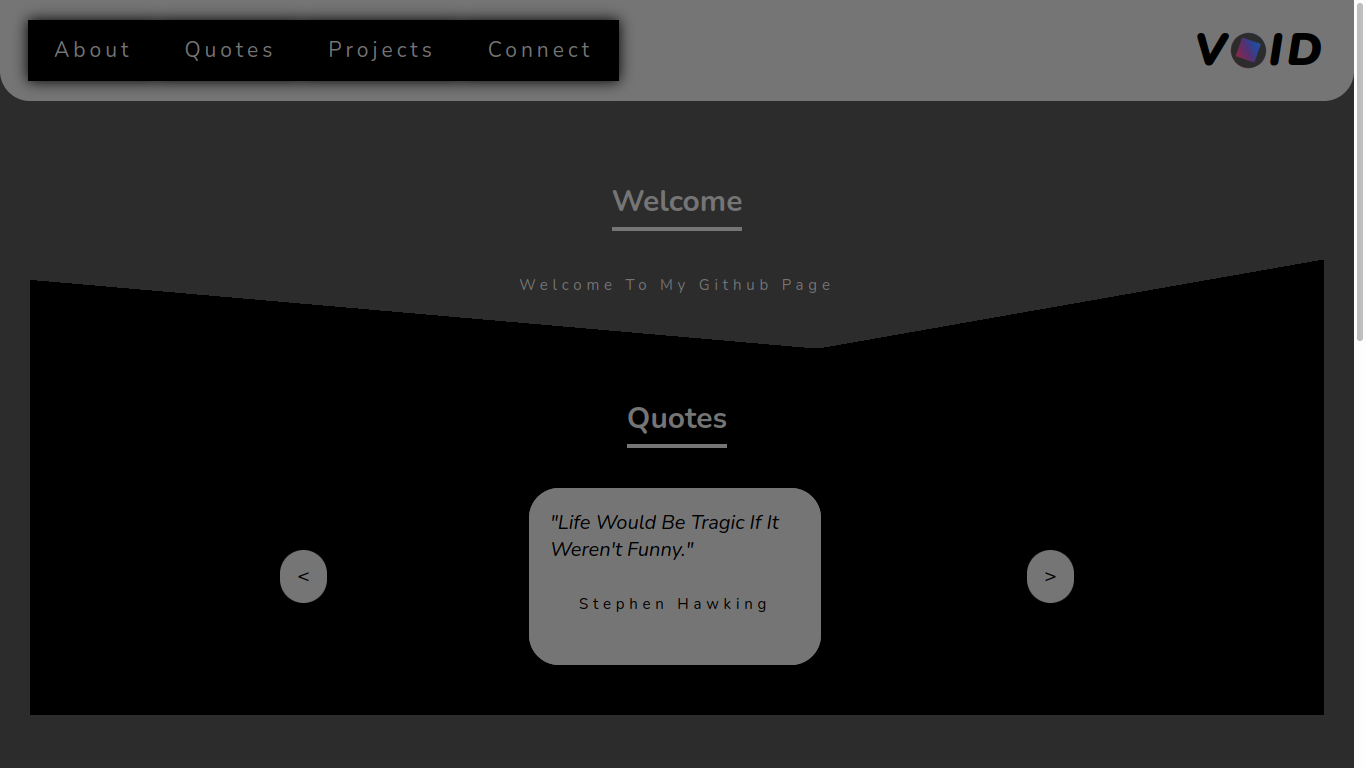 About Quotes Projects Connect
VOID
Welcome
Welcome To My Github Page
Quotes
"Life Would Be Tragic If It
Weren't Funny."
< >
Stephen Hawking